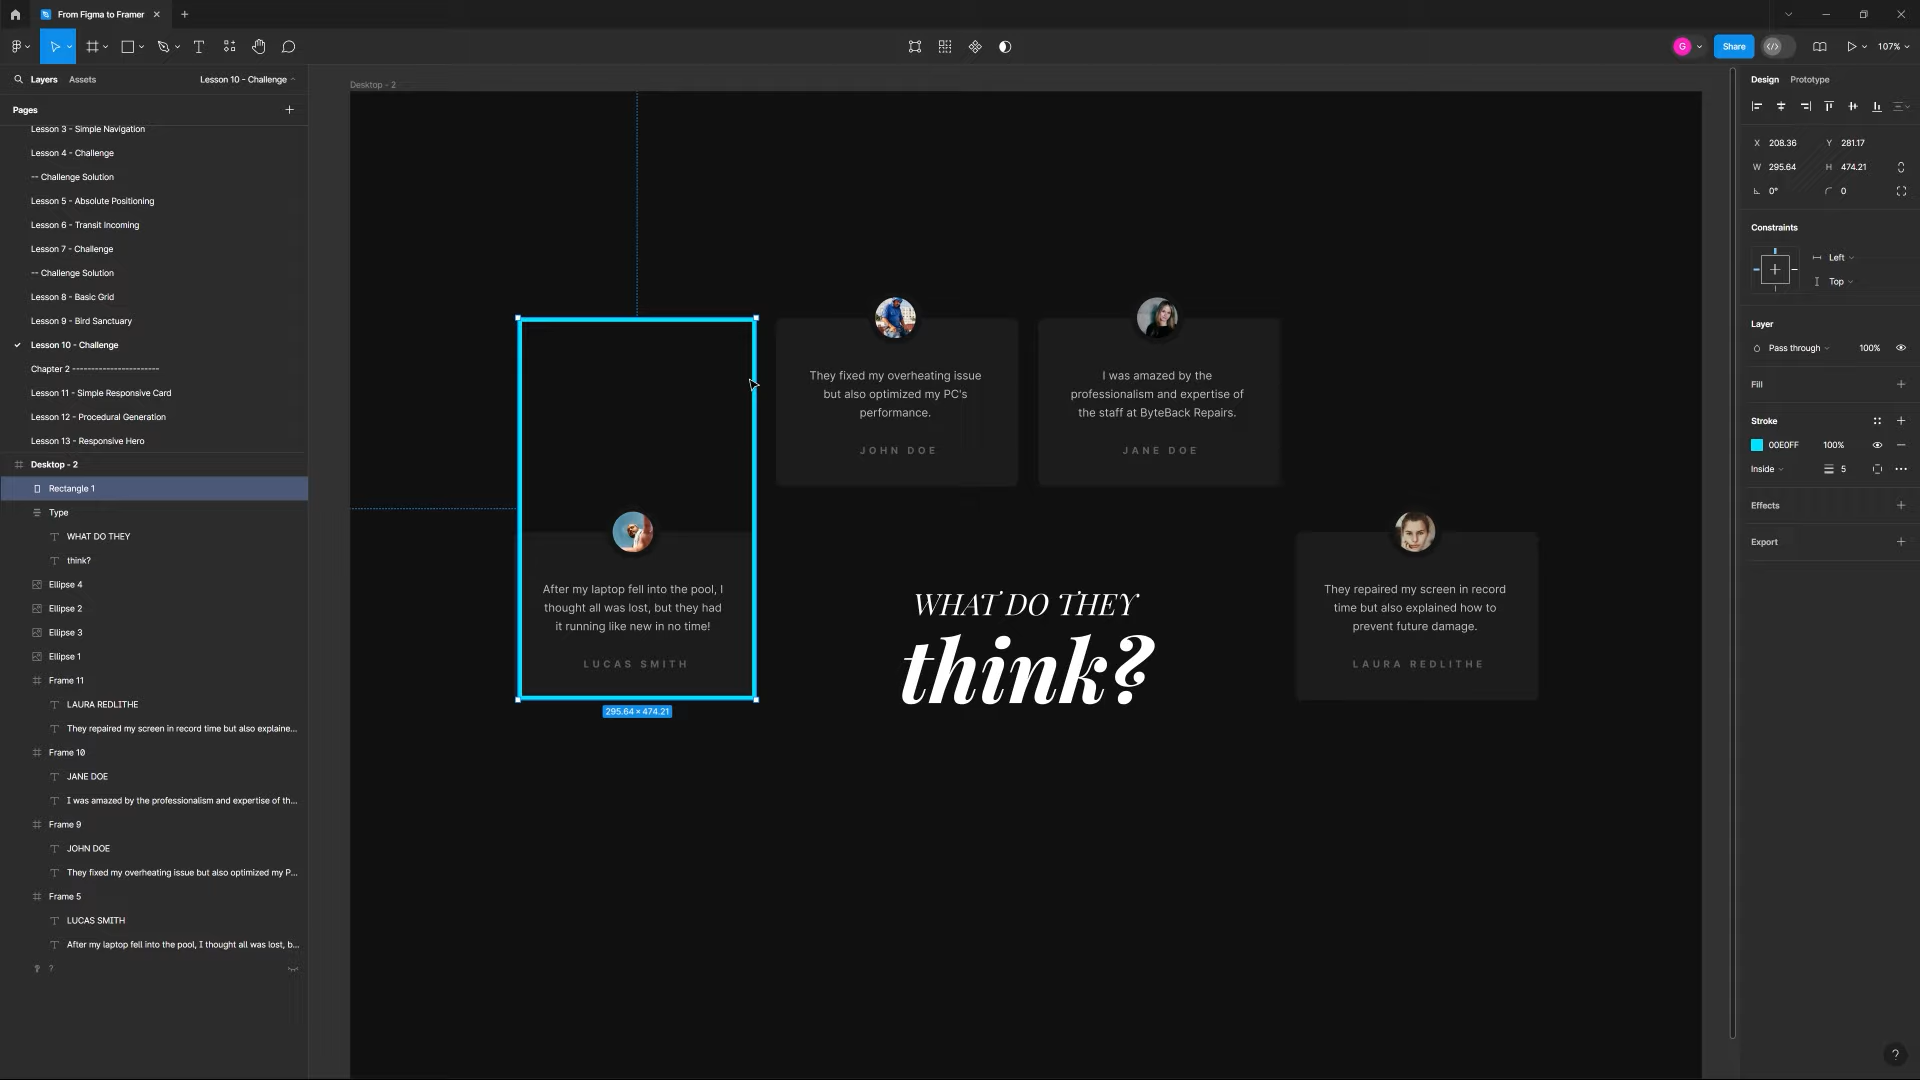 From Figma to Framer
Share
107%
Layers
Assets
Lesson 10 - Challenge
Pages
Lesson 3 - Simple Navigation
Lesson 4 - Challenge
-- Challenge Solution
Lesson 5 - Absolute Positioning
Lesson 6 - Transit Incoming
Lesson 7 - Challenge
-- Challenge Solution
Lesson 8 - Basic Grid
Lesson 9 - Bird Sanctuary
Lesson 10 - Challenge
Chapter 2 -----------------------
Lesson 11 - Simple Responsive Card
Lesson 12 - Procedural Generation
Lesson 13 - Responsive Hero
Desktop - 2
Rectangle 1
Type
WHAT DO THEY
think?
Ellipse 4
Ellipse 2
Ellipse 3
Ellipse 1
Frame 11
LAURA REDLITHE
They repaired my screen in record time but also explaine...
Frame 10
JANE DOE
I was amazed by the professionalism and expertise of th...
Frame 9
JOHN DOE
They fixed my overheating issue but also optimized my P...
Frame 5
LUCAS SMITH
After my laptop fell into the pool, I thought all was lost, b...
?
Desktop - 2
They fixed my overheating issue
but also optimized my PC's
performance.
JOHN DOE
I was amazed by the
professionalism and expertise of
the staff at ByteBack Repairs.
JANE DOE
After my laptop fell into the pool, I
thought all was lost, but they had
it running like new in no time!
LUCAS SMITH
295.64 × 474.21
WHAT DO THEY
think?
They repaired my screen in record
time but also explained how to
prevent future damage.
LAURA REDLITHE
G
Design
Prototype
X 208.36 Y 281.17
W 295.64 H 474.21
0° 0
Constraints
Left
Top
Layer
Pass through 100%
Fill
Stroke
00E0FF 100%
Inside 5
Effects
Export
?